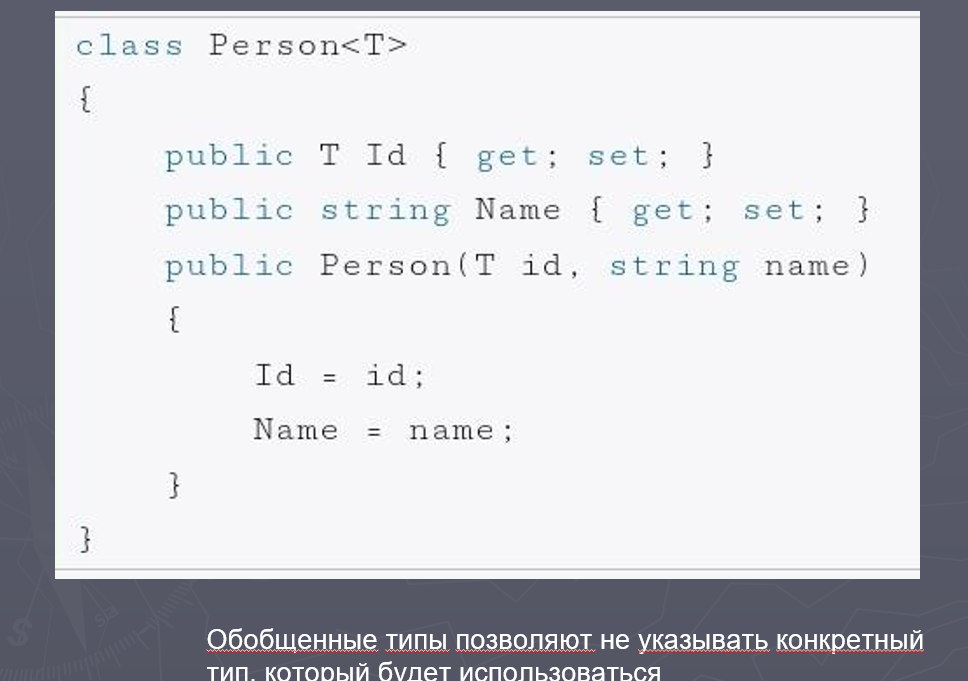 class Person<T>
{
public T Id { get; set; }
public string Name { get; set; }
public Person(T id, string name)
{
Id = id;
Name = name;
}
}
Обобщенные типы позволяют не указывать конкретный
тип, который будет использоваться